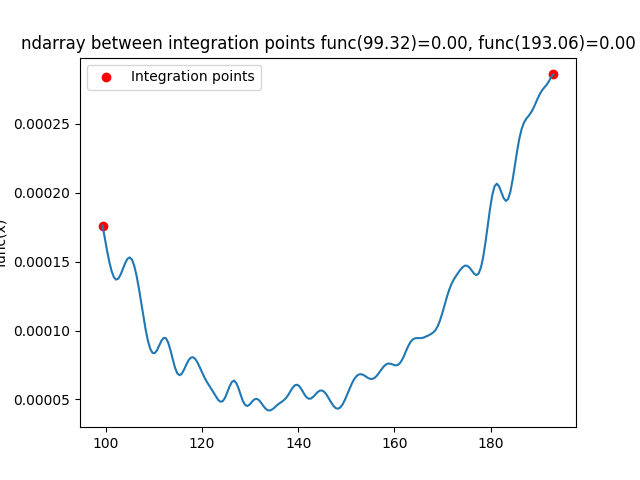 ndarray between integration points func(99.32)=0.00, func(193.06)=0.00
Integration points
0.00025
0.00020
0.00015
0.00010
0.00005
func(x)
100 120 140 160 180